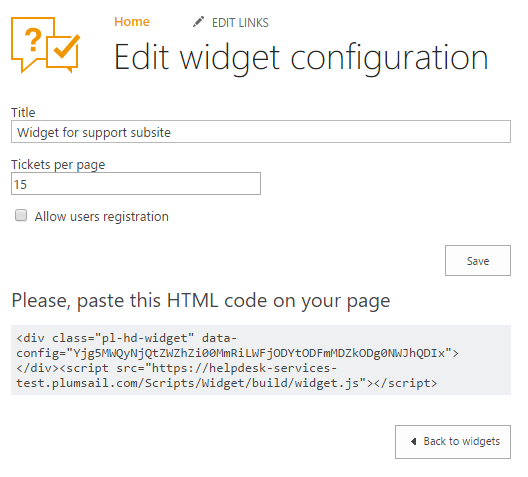 Home EDIT LINKS
Edit widget configuration
Title
Widget for support subsite
Tickets per page
15
Allow users registration
Save
Please, paste this HTML code on your page
<div class="pl-hd-widget" data-
config="Yjg5MWQyNjQtZWZhZi00MmRiLWFjODYtODFmMDZkODg0NWJhQDIx">
</div><script src="https://helpdesk-services-
test.plumsail.com/Scripts/Widget/build/widget.js"></script>
Back to widgets